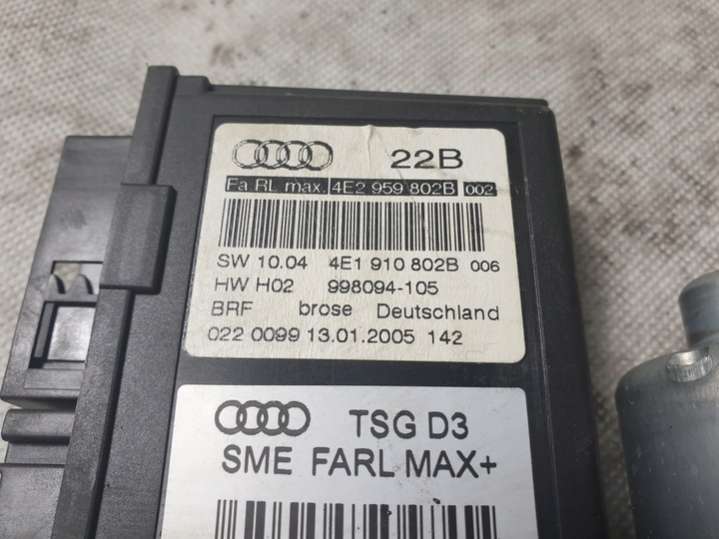 22B
Fa RL max. 4E2 959 802B 002
SW 10.04 4E1 910 802B 006
HW H02 998094-105
BRF brose Deutschland
022 0099 13.01.2005 142
TSG D3
SME FARL MAX+